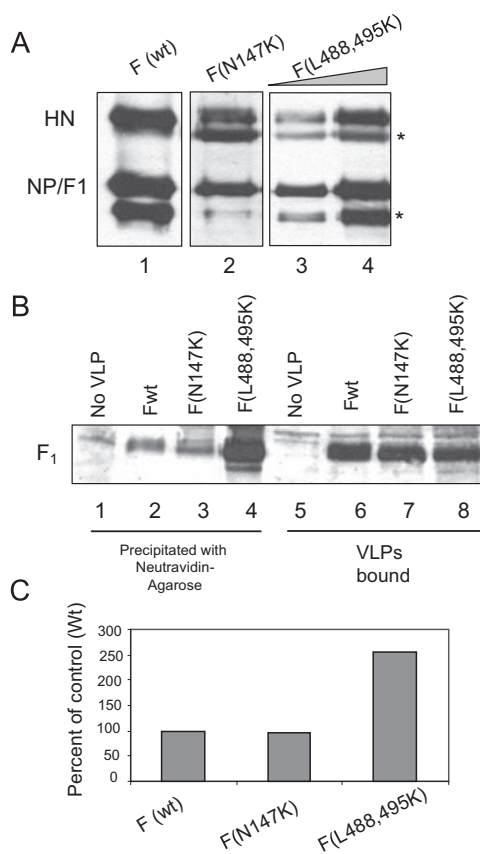 A
F (wt)
F(N147K)
F(L488,495K)
HN
*
NP/F1
*
1 2 3 4
B
No VLP
Fwt
F(N147K)
F(L488,495K)
No VLP
Fwt
F(N147K)
F(L488,495K)
F1
1 2 3 4 5 6 7 8
Precipitated with
Neutravidin-
Agarose
VLPs
bound
C
Percent of control (Wt)
300
250
200
150
100
50
0
F (wt)
F(N147K)
F(L488,495K)